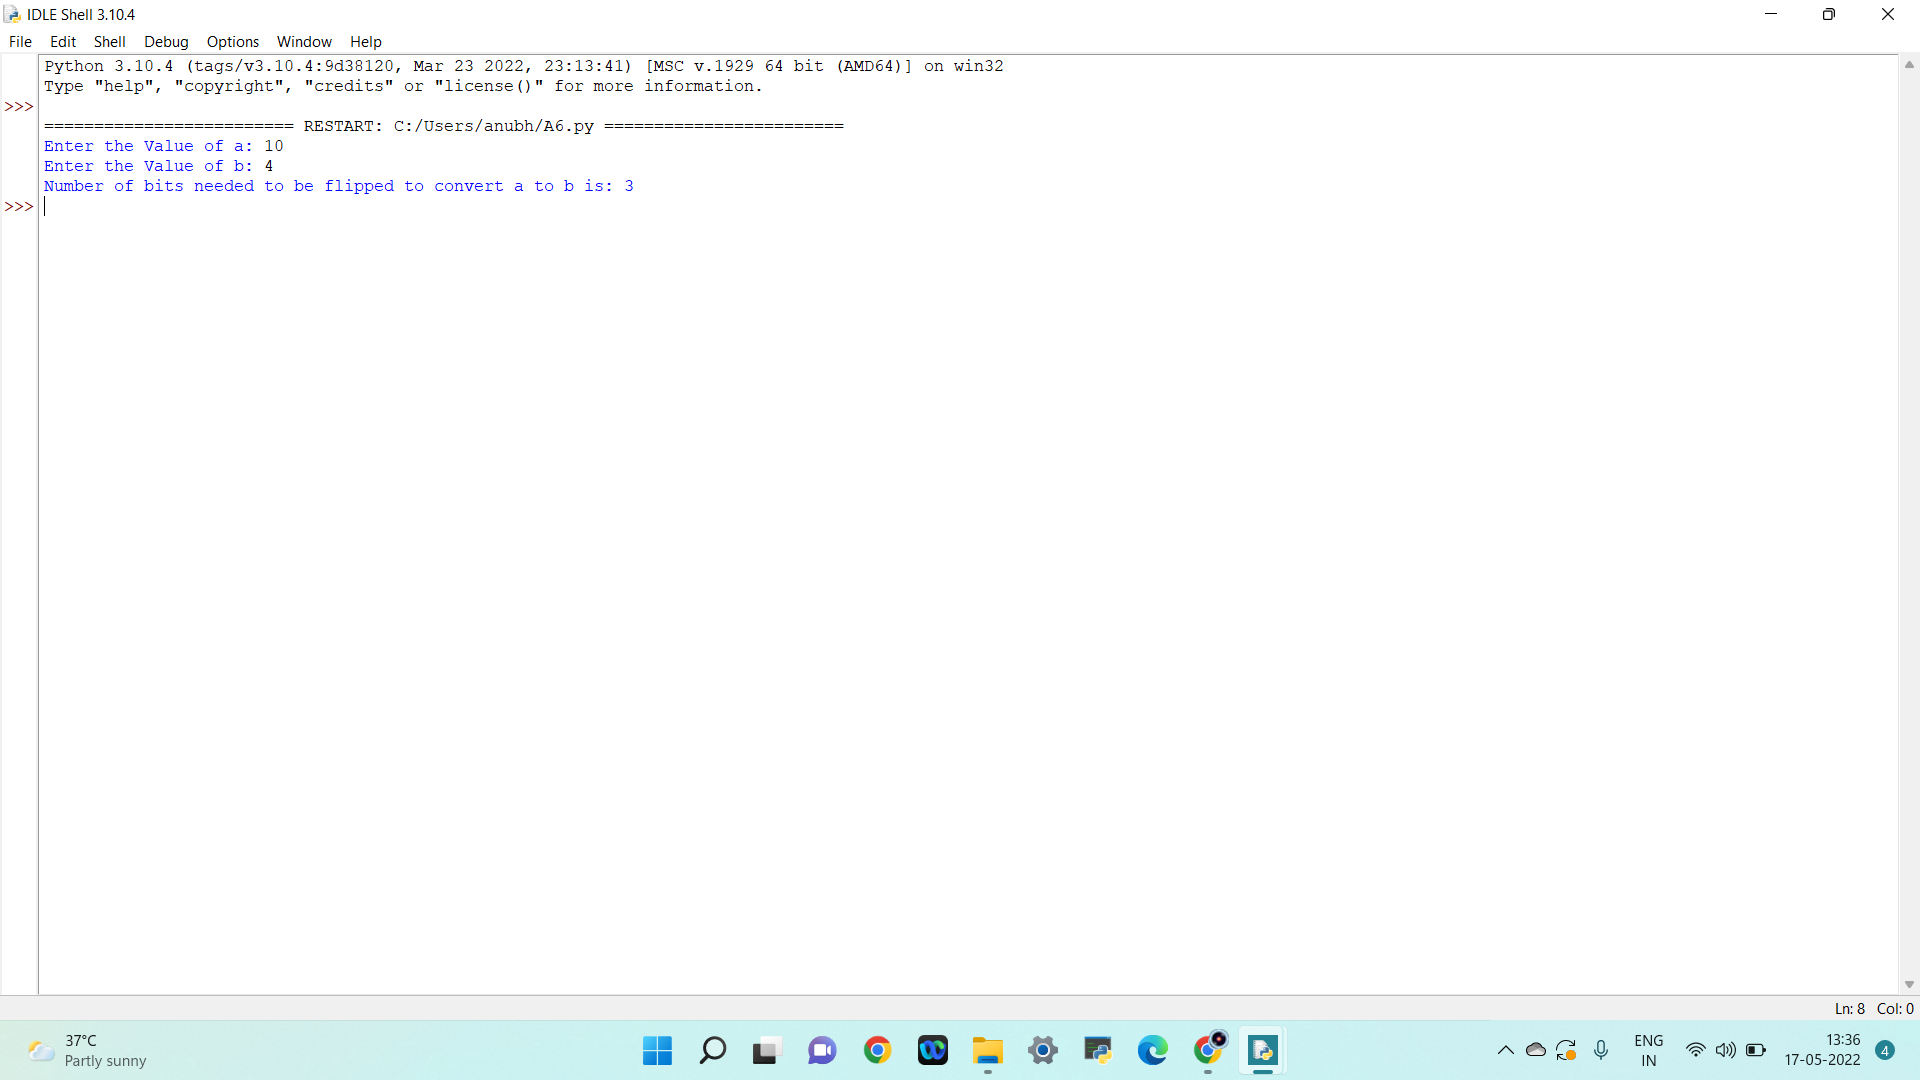 IDLE Shell 3.10.4
File Edit Shell Debug Options Window Help
Python 3.10.4 (tags/v3.10.4:9d38120, Mar 23 2022, 23:13:41) [MSC v.1929 64 bit (AMD64)] on win32
Type "help", "copyright", "credits" or "license()" for more information.
>>>
========================= RESTART: C:/Users/anubh/A6.py ========================
Enter the Value of a: 10
Enter the Value of b: 4
Number of bits needed to be flipped to convert a to b is: 3
>>>
Ln: 8 Col: 0
37°C
Partly sunny
ENG
IN
13:36
17-05-2022
4